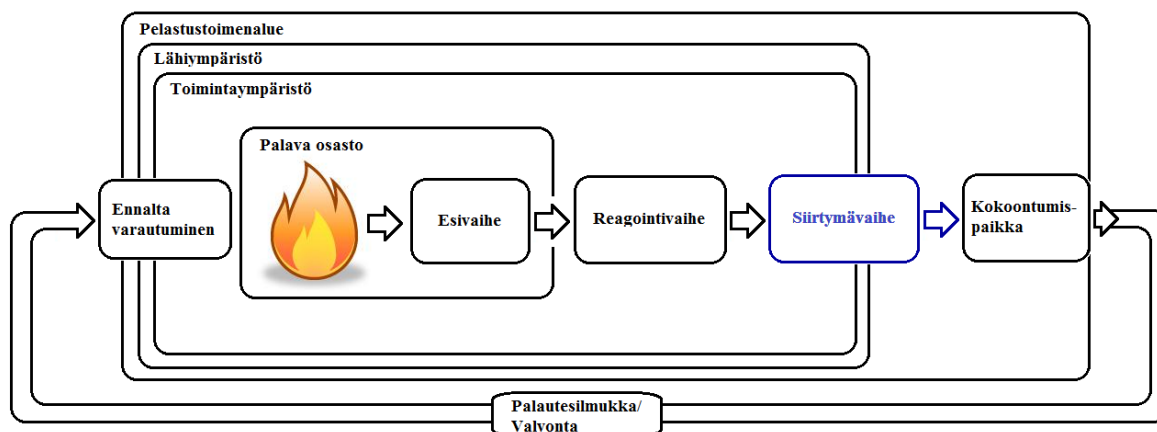 Pelastustoimenalue
Lähiympäristö
Toimintaympäristö
Palava osasto
Ennalta
varautuminen
Esivaihe
Reagointivaihe
Siirtymävaihe
Kokoontumis-
paikka
Palautesilmukka/
Valvonta